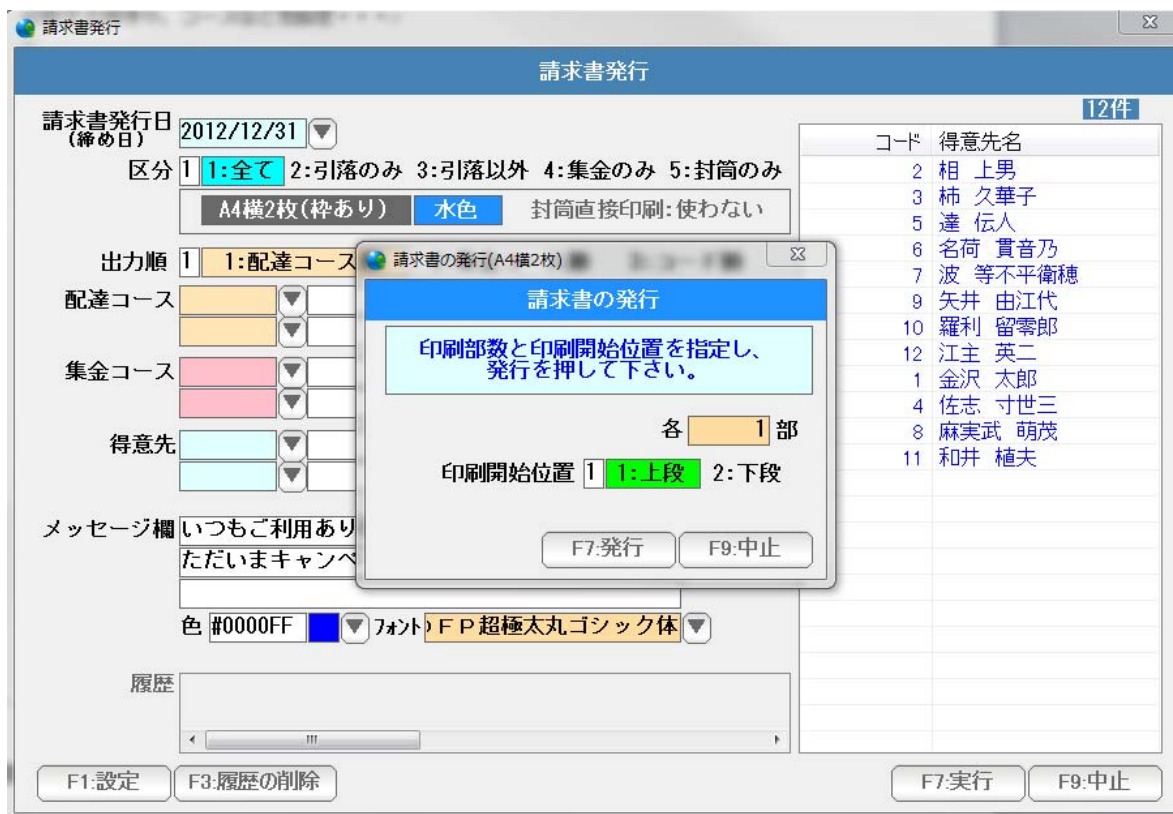 請求書発行
請求書発行
12件
請求書発行日
(締め日)
2012/12/31
区分 1 1:全て 2:引落のみ 3:引落以外 4:集金のみ 5:封筒のみ
A4横2枚(枠あり) 水色 封筒直接印刷:使わない
出力順 1 1:配達コース
配達コース
集金コース
得意先
メッセージ欄 いつもご利用あり
ただいまキャンペ
色 #0000FF フォント FP超極太丸ゴシック体
履歴
F1:設定 F3:履歴の削除
請求書の発行(A4横2枚)
請求書の発行
印刷部数と印刷開始位置を指定し、
発行を押して下さい。
各 1 部
印刷開始位置 1 1:上段 2:下段
F7:発行 F9:中止
コード 得意先名
2 相 上男
3 柿 久華子
5 達 伝人
6 名荷 貫音乃
7 波 等不平衛穂
9 矢井 由江代
10 羅利 留零郎
12 江主 英二
1 金沢 太郎
4 佐志 寸世三
8 麻実武 萌茂
11 和井 植夫
F7:実行 F9:中止